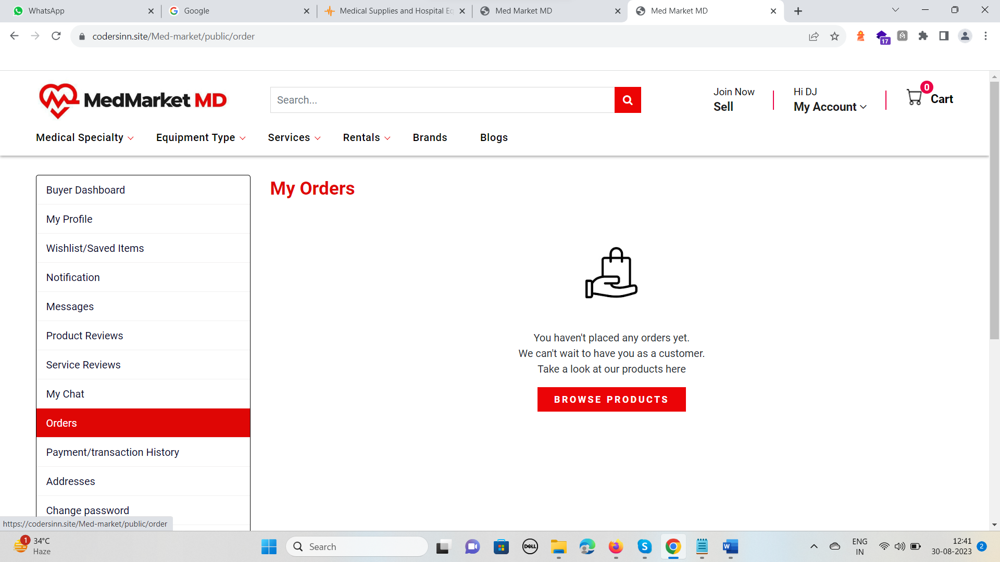 WhatsApp
Google
Medical Supplies and Hospital Eq
Med Market MD
Med Market MD
codersinn.site/Med-market/public/order
17
MedMarket MD
Search...
Join Now
Sell
Hi DJ
My Account
0
Cart
Medical Specialty
Equipment Type
Services
Rentals
Brands
Blogs
Buyer Dashboard
My Profile
Wishlist/Saved Items
Notification
Messages
Product Reviews
Service Reviews
My Chat
Orders
Payment/transaction History
Addresses
Change password
My Orders
You haven't placed any orders yet.
We can't wait to have you as a customer.
Take a look at our products here
BROWSE PRODUCTS
https://codersinn.site/Med-market/public/order
1
34°C
Haze
Search
DELL
S
W
ENG
IN
12:41
30-08-2023
2